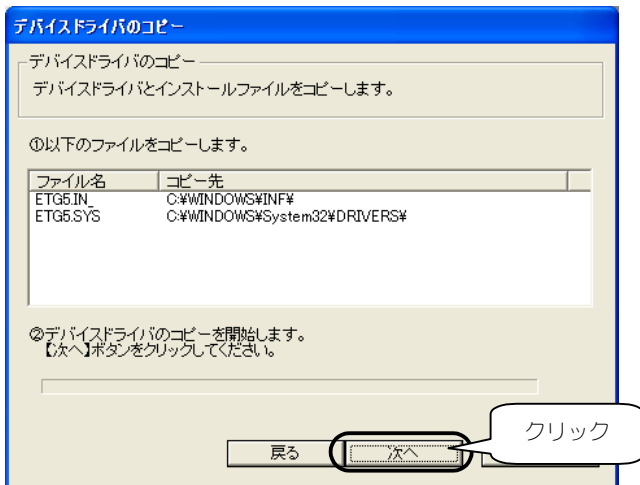 デバイスドライバのコピー
デバイスドライバのコピー
デバイスドライバとインストールファイルをコピーします。
①以下のファイルをコピーします。
ファイル名 コピー先
ETG5.IN_ C:¥WINDOWS¥INF¥
ETG5.SYS C:¥WINDOWS¥System32¥DRIVERS¥
②デバイスドライバのコピーを開始します。
【次へ】ボタンをクリックしてください。
クリック
戻る 次へ